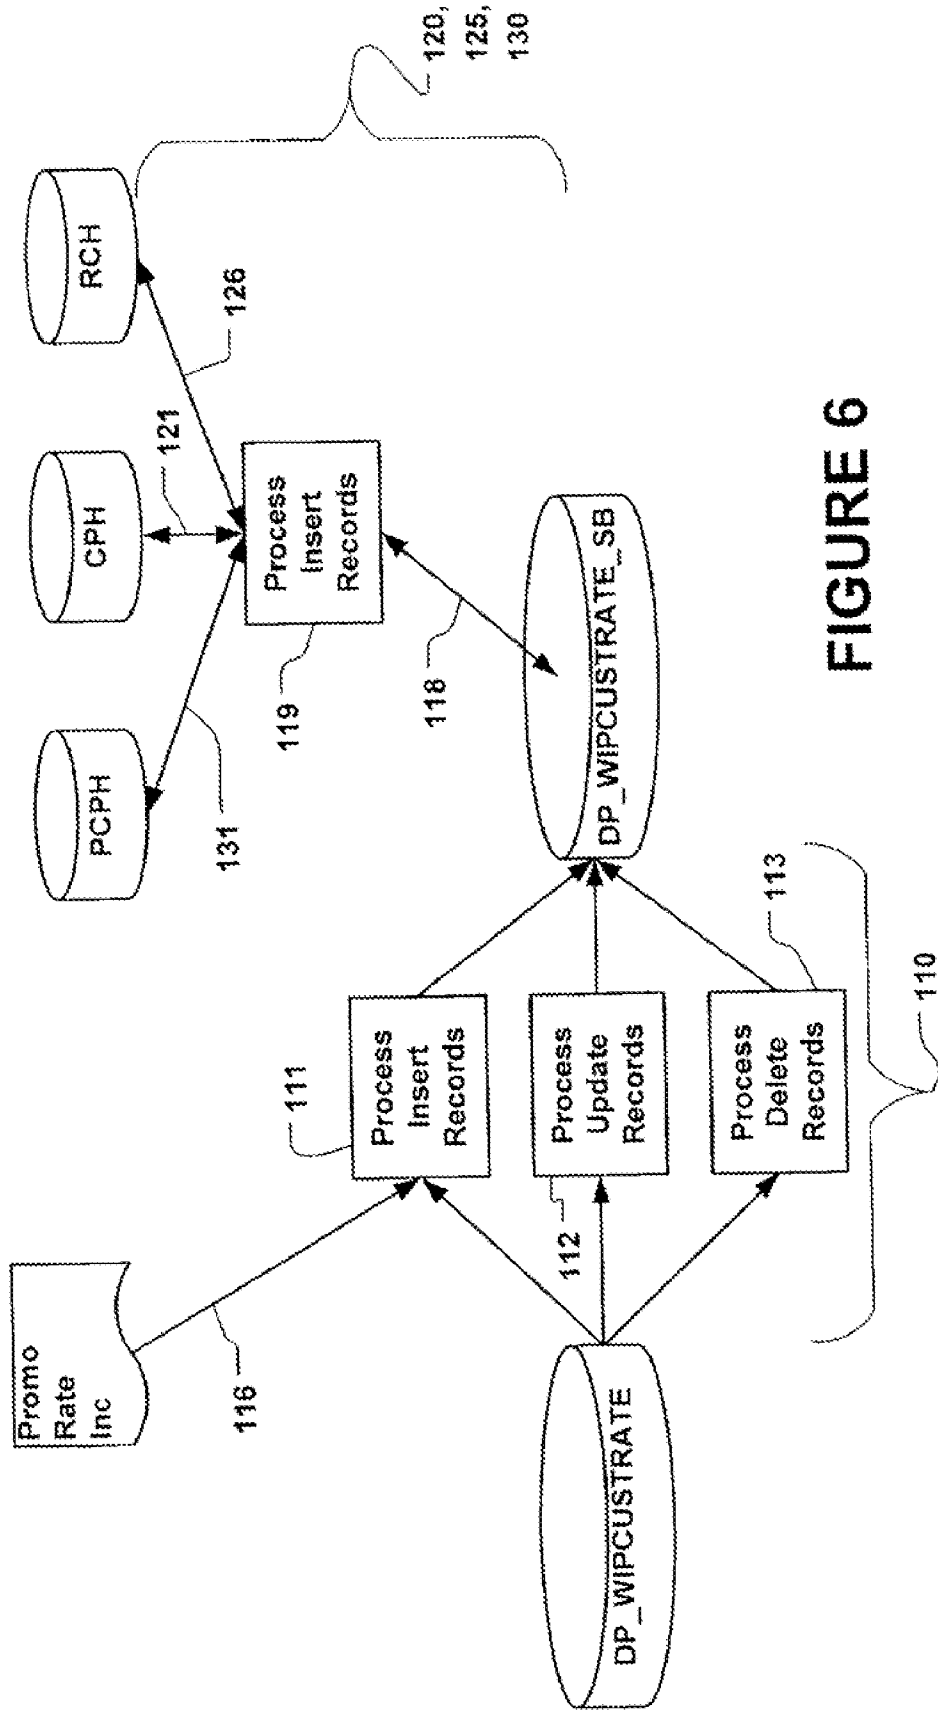 Promo
Rate
Inc
116
111
Process
Insert
Records
112
Process
Update
Records
Process
Delete
Records
113
110
DP_WIPCUSTRATE
DP_WIPCUSTRATE_SB
118
119
Process
Insert
Records
131
121
126
PCPH
CPH
RCH
120,
125,
130
FIGURE 6